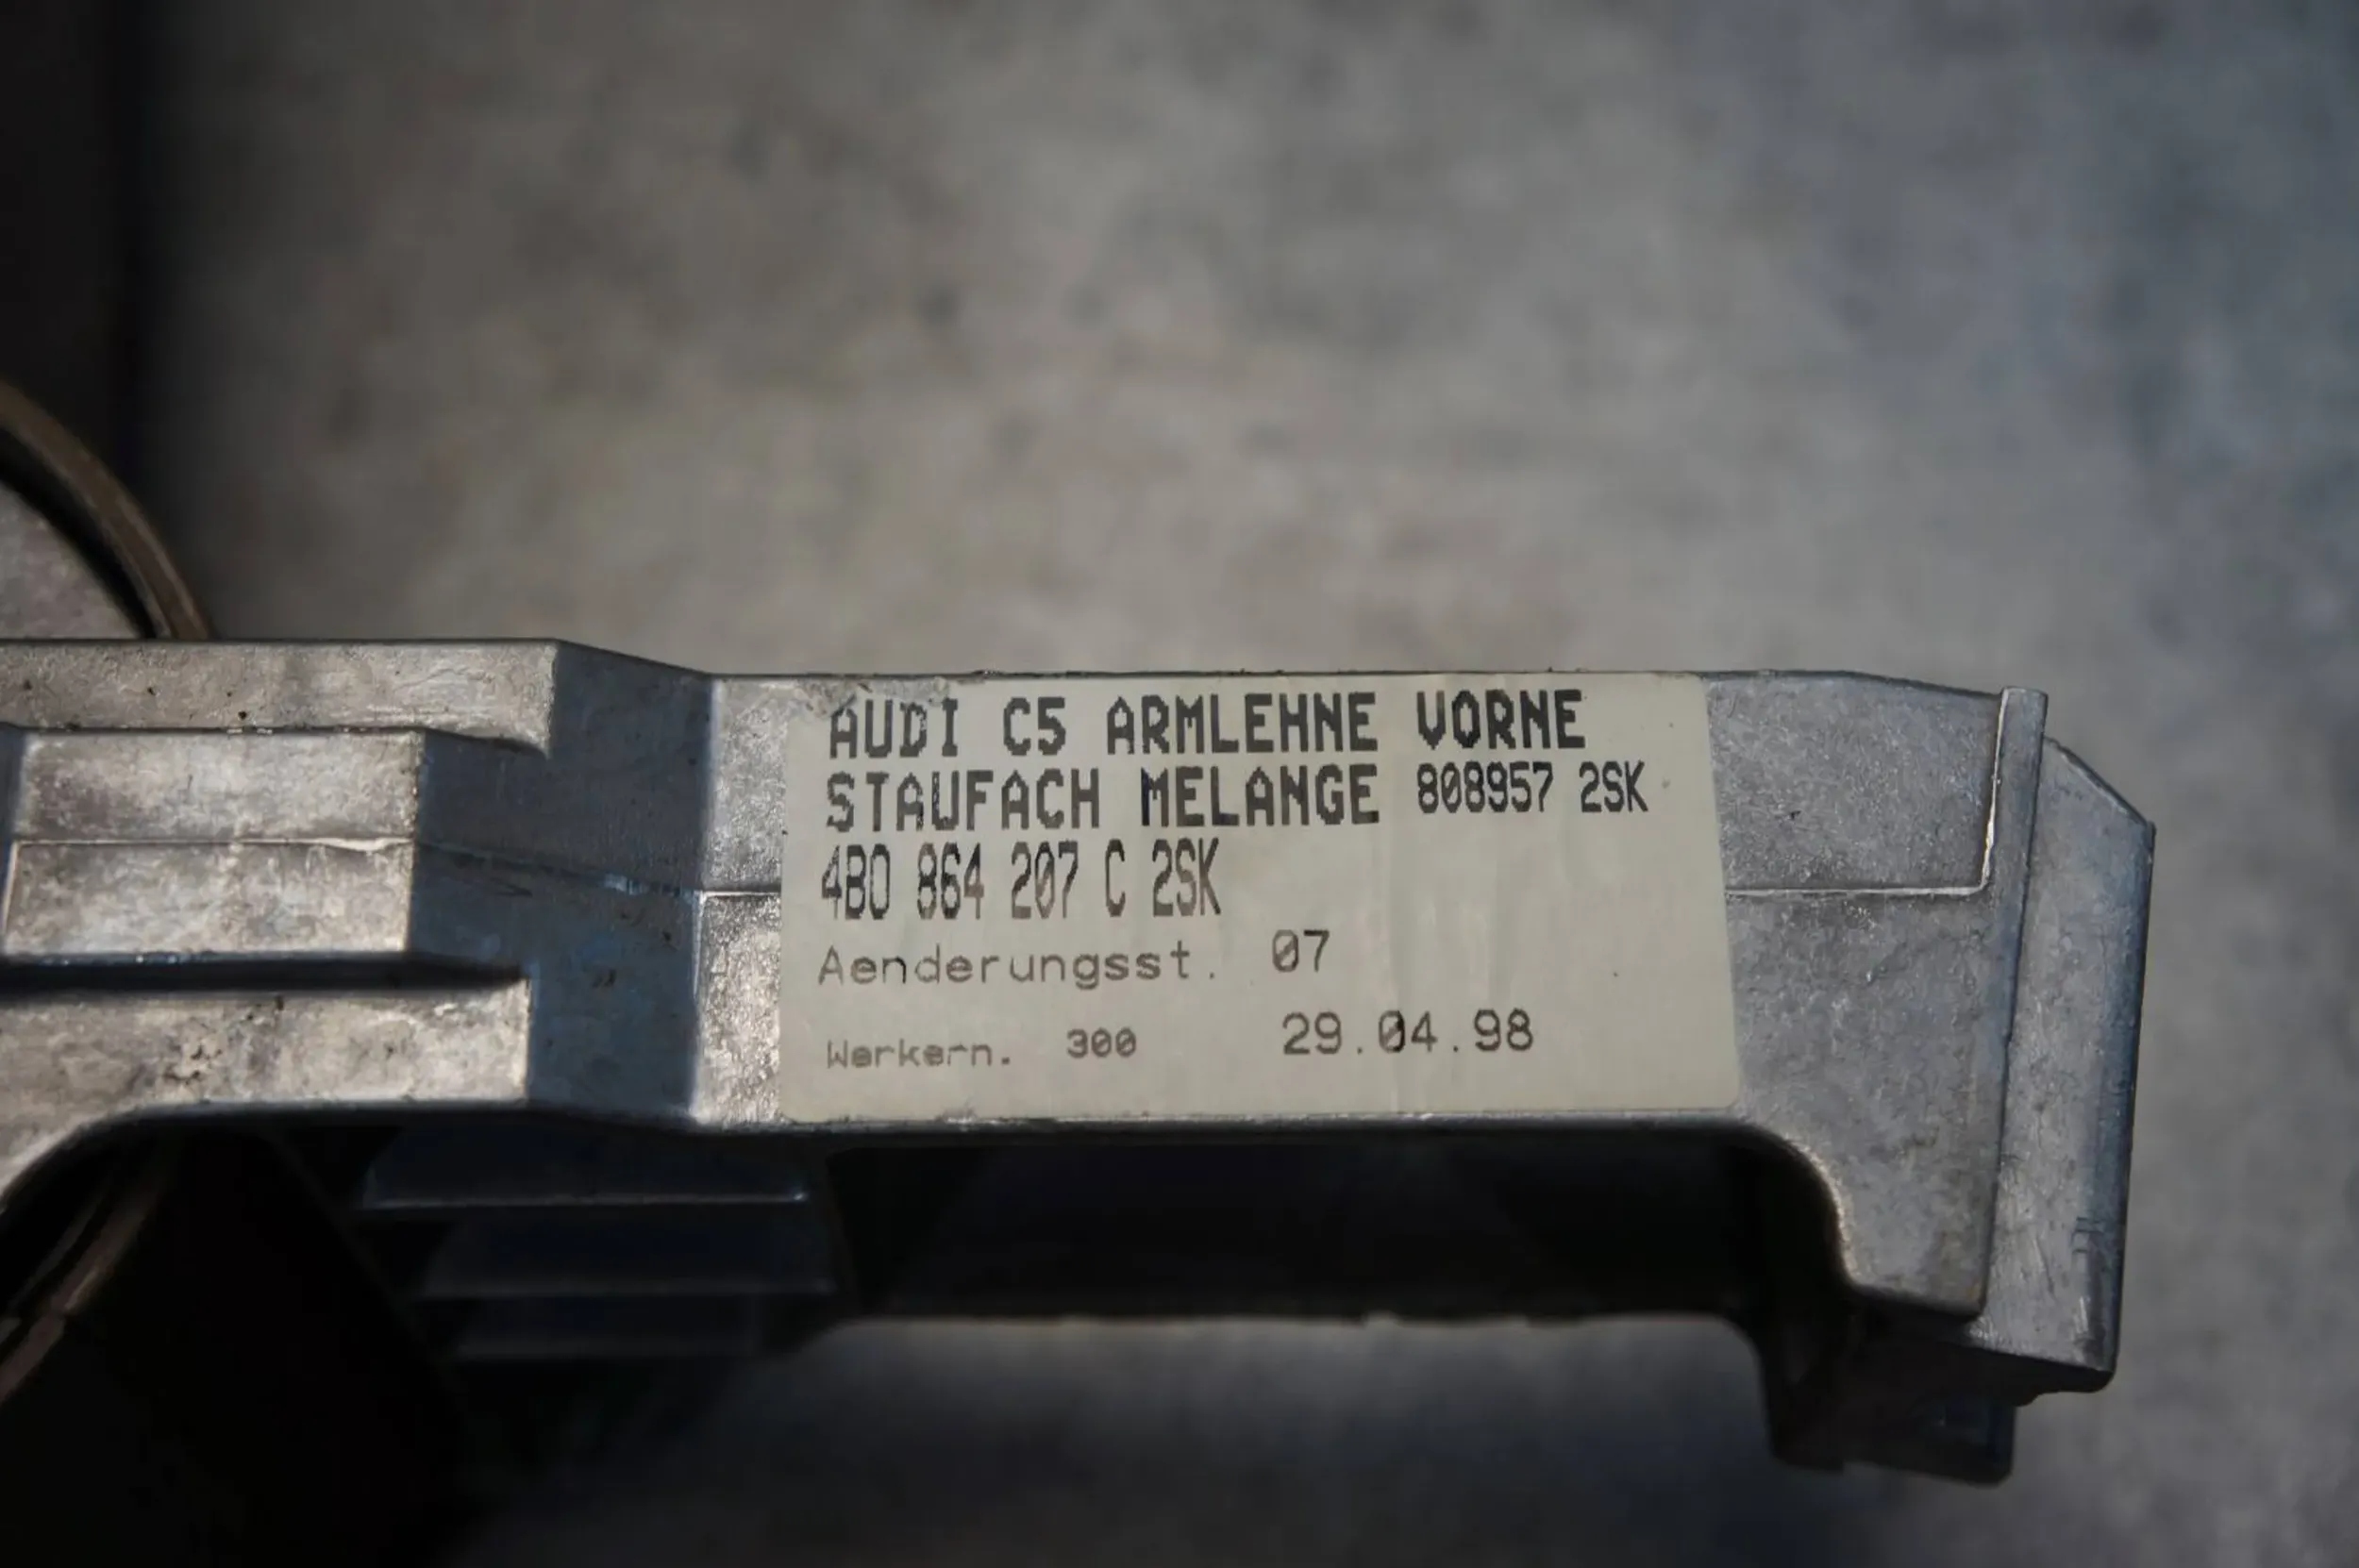 AUDI C5 ARMLEHNE VORNE
STAUFACH MELANGE 808957 2SK
4B0 864 207 C 2SK
Aenderungsst. 07
Werkern. 300 29.04.98